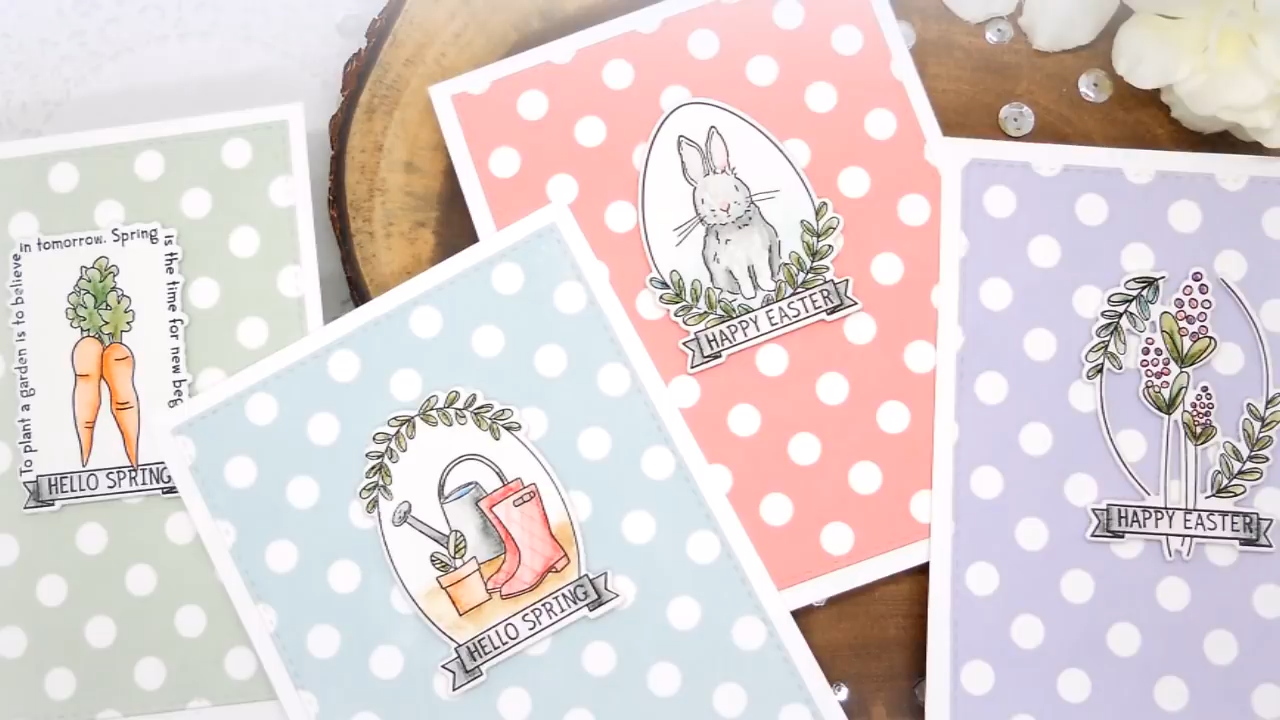 To plant a garden is to believe
in tomorrow. Spring
is the time for new beg
HELLO SPRING
HELLO SPRING
HAPPY EASTER
HAPPY EASTER